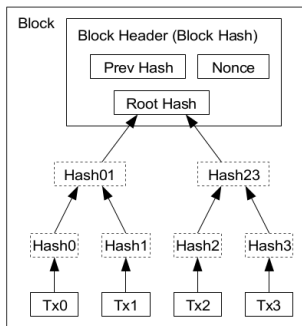 Block
Block Header (Block Hash)
Prev Hash Nonce
Root Hash
Hash01 Hash23
Hash0 Hash1 Hash2 Hash3
Tx0 Tx1 Tx2 Tx3